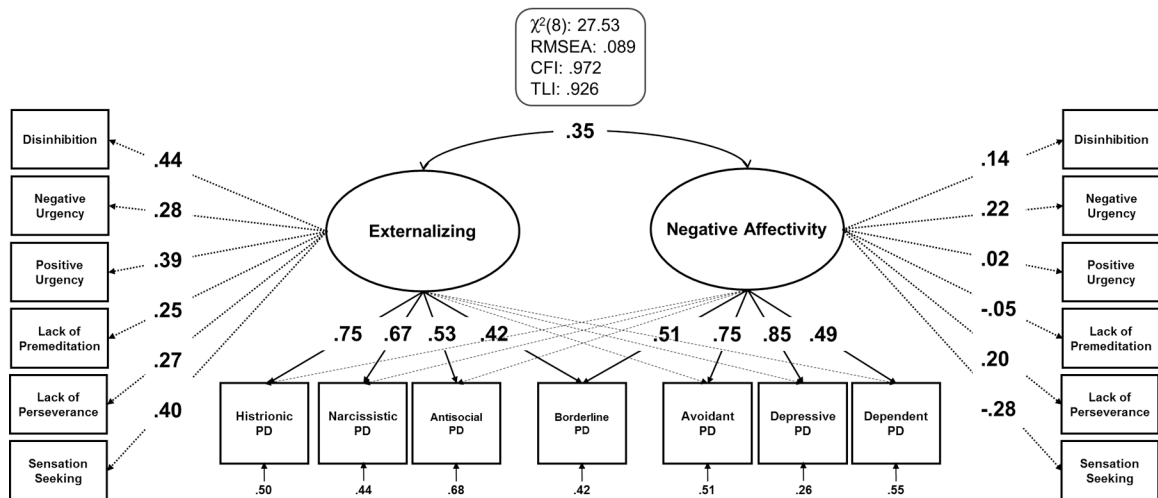 χ²(8): 27.53
RMSEA: .089
CFI: .972
TLI: .926
.35
Disinhibition
Negative
Urgency
Positive
Urgency
Lack of
Premeditation
Lack of
Perseverance
Sensation
Seeking
.44
.28
.39
.25
.27
.40
Externalizing
Negative Affectivity
.14
.22
.02
-.05
.20
-.28
Disinhibition
Negative
Urgency
Positive
Urgency
Lack of
Premeditation
Lack of
Perseverance
Sensation
Seeking
.75 .67 .53 .42 .51 .75 .85 .49
Histrionic
PD
Narcissistic
PD
Antisocial
PD
Borderline
PD
Avoidant
PD
Depressive
PD
Dependent
PD
.50 .44 .68 .42 .51 .26 .55